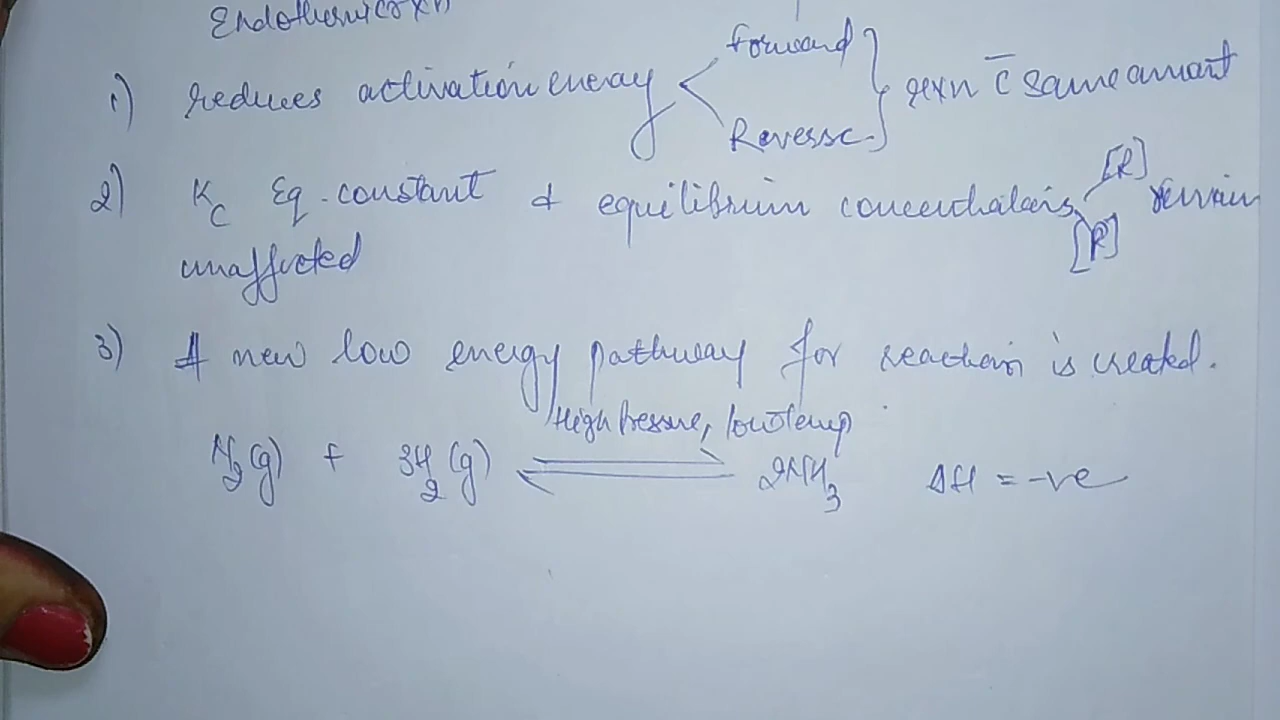 Endothermic rxn
1) reduces activation energy < forward Reverse } rxn c̄ same amount
2) Kc Eq. constant & equilibrium concentrations [R] [P] remain
unaffected
3) A new low energy pathway for reaction is created.
High Pressure, low Temp
N2(g) + 3H2(g) ⇌ 2NH3 ΔH = -ve